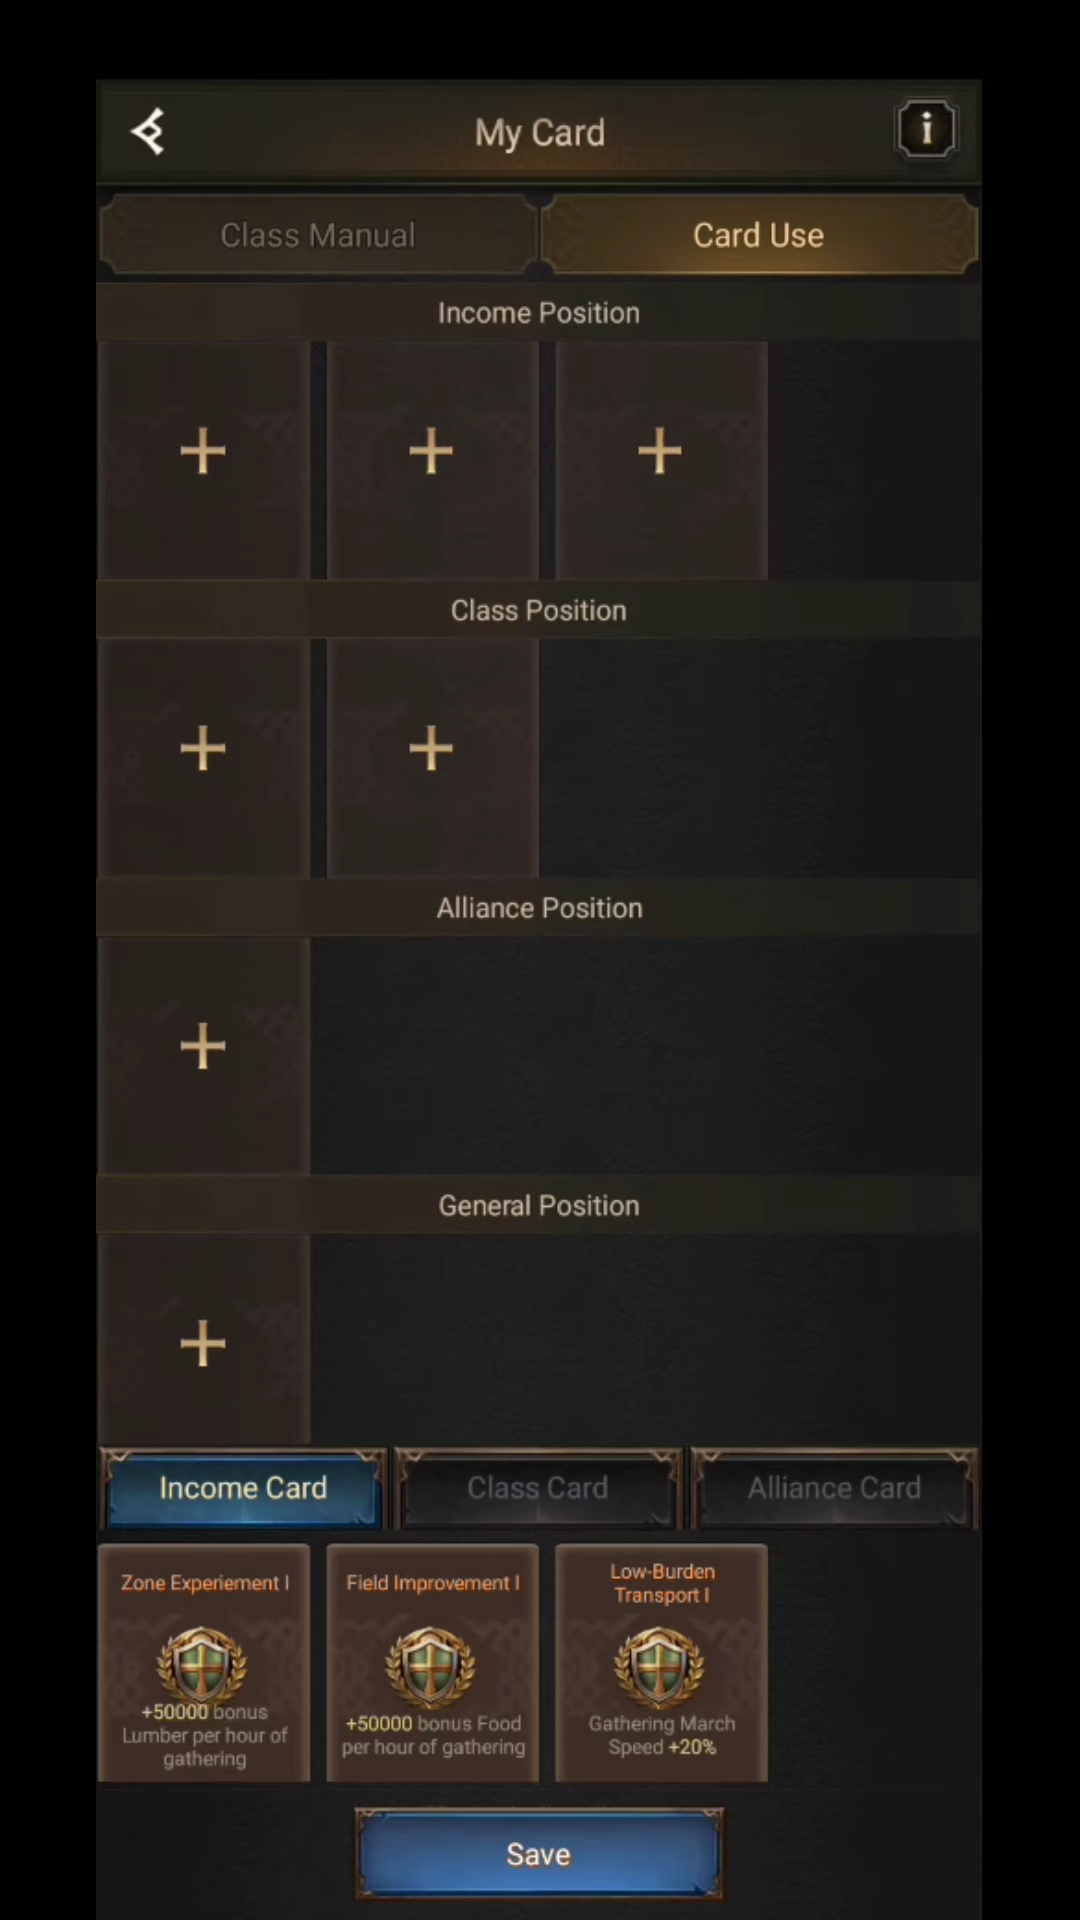 My Card
i
Class Manual
Card Use
Income Position
Class Position
Alliance Position
General Position
Income Card
Class Card
Alliance Card
Zone Experiement I
+50000 bonus
Lumber per hour of
gathering
Field Improvement I
+50000 bonus Food
per hour of gathering
Low-Burden
Transport I
Gathering March
Speed +20%
Save